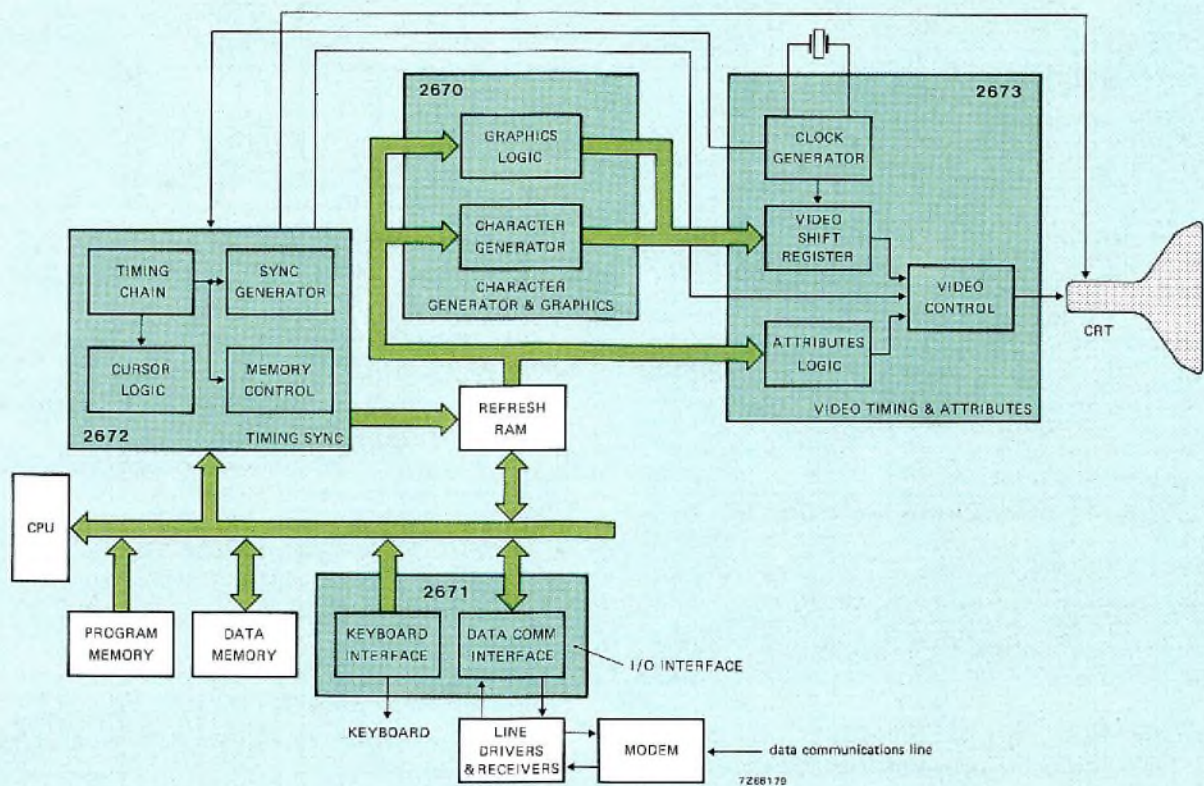 2670
GRAPHICS
LOGIC
CHARACTER
GENERATOR
CHARACTER
GENERATOR & GRAPHICS
2673
CLOCK
GENERATOR
VIDEO
SHIFT
REGISTER
VIDEO
CONTROL
ATTRIBUTES
LOGIC
VIDEO TIMING & ATTRIBUTES
CRT
TIMING
CHAIN
SYNC
GENERATOR
CURSOR
LOGIC
MEMORY
CONTROL
2672
TIMING SYNC
REFRESH
RAM
CPU
PROGRAM
MEMORY
DATA
MEMORY
2671
KEYBOARD
INTERFACE
DATA COMM
INTERFACE
I/O INTERFACE
KEYBOARD
LINE
DRIVERS
& RECEIVERS
MODEM
data communications line
7Z66179